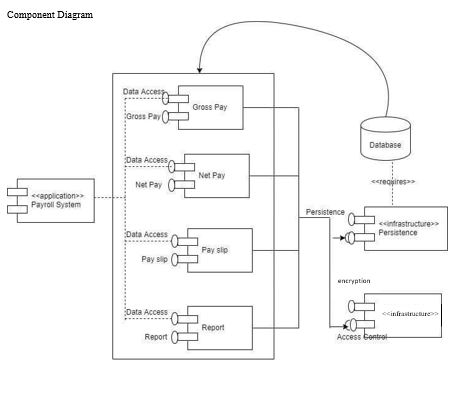 Component Diagram
Data Access
Gross Pay
Gross Pay
Database
Data Access
Net Pay
Net Pay
<<requires>>
<<application>>
Payroll System
Persistence
<<infrastructure>>
Persistence
Data Access
Pay slip
Pay slip
encryption
Data Access
Report
Report
<<infrastructure>>
Access Control